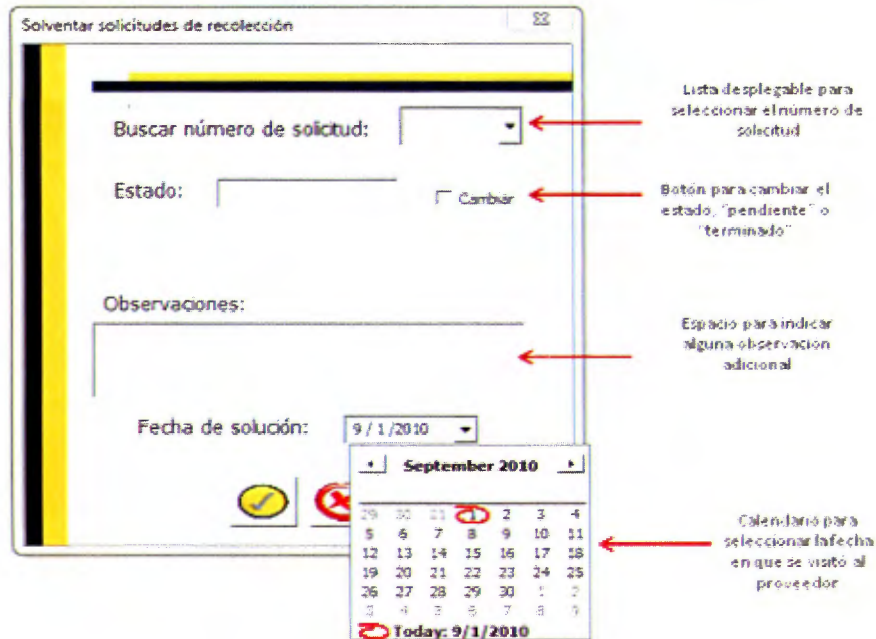 Solventar solicitudes de recolección
Buscar número de solicitud:
Lista desplegable para
seleccionar el número de
solicitud
Estado:
Cambiar
Botón para cambiar el
estado, "pendiente" o
"terminado"
Observaciones:
Espacio para indicar
alguna observacion
adicional
Fecha de solución:
9 / 1 /2010
September 2010
29 30 31 1 2 3 4
5 6 7 8 9 10 11
12 13 14 15 16 17 18
19 20 21 22 23 24 25
26 27 28 29 30 1 2
3 4 5 6 7 8 9
Today: 9/1/2010
Calendario para
seleccionar la fecha
en que se visitó al
proveedor